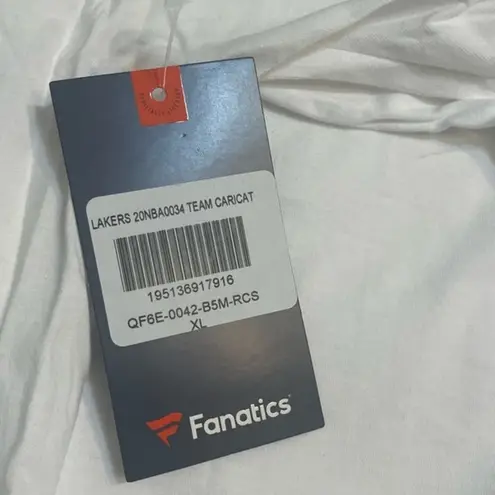 LAKERS 20NBA0034 TEAM CARICAT
195136917916
QF6E-0042-B5M-RCS
XL
Fanatics